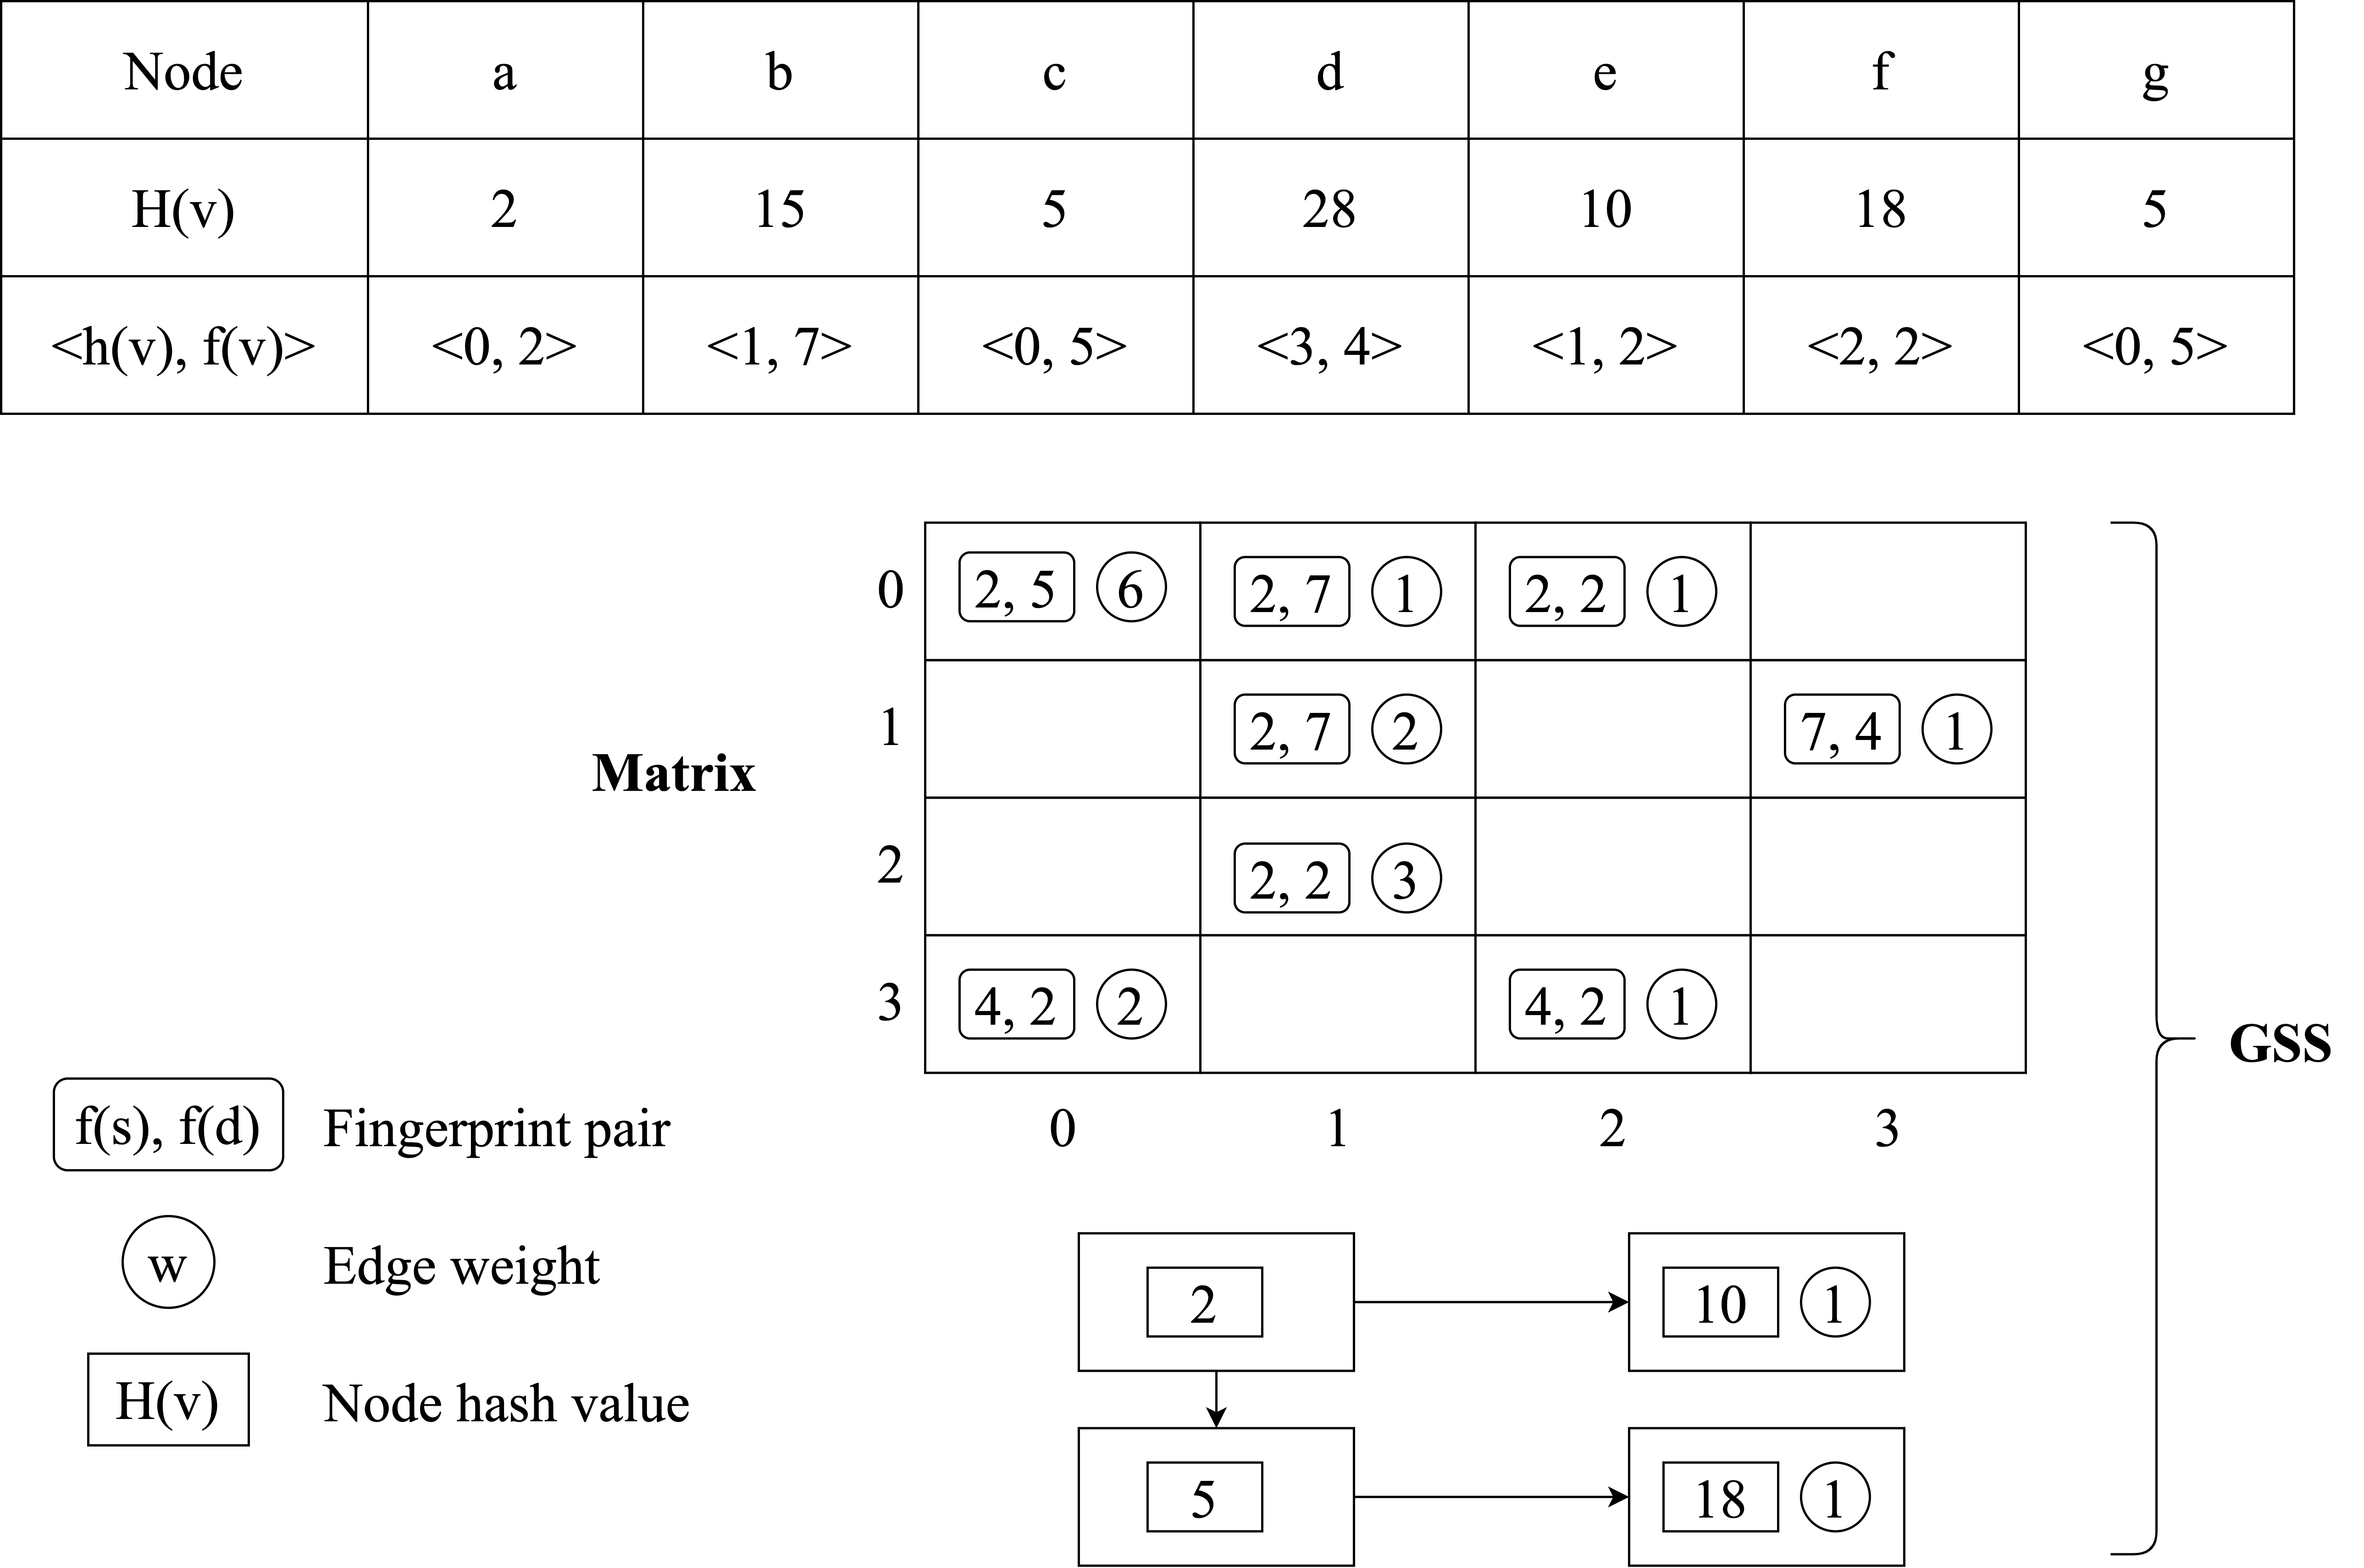 Node a b c d e f g
H(v) 2 15 5 28 10 18 5
<h(v), f(v)> <0, 2> <1, 7> <0, 5> <3, 4> <1, 2> <2, 2> <0, 5>
0 2, 5 6 2, 7 1 2, 2 1
1 2, 7 2 7, 4 1
Matrix
2 2, 2 3
3 4, 2 2 4, 2 1
GSS
0 1 2 3
f(s), f(d) Fingerprint pair
w Edge weight
H(v) Node hash value
2 10 1
5 18 1